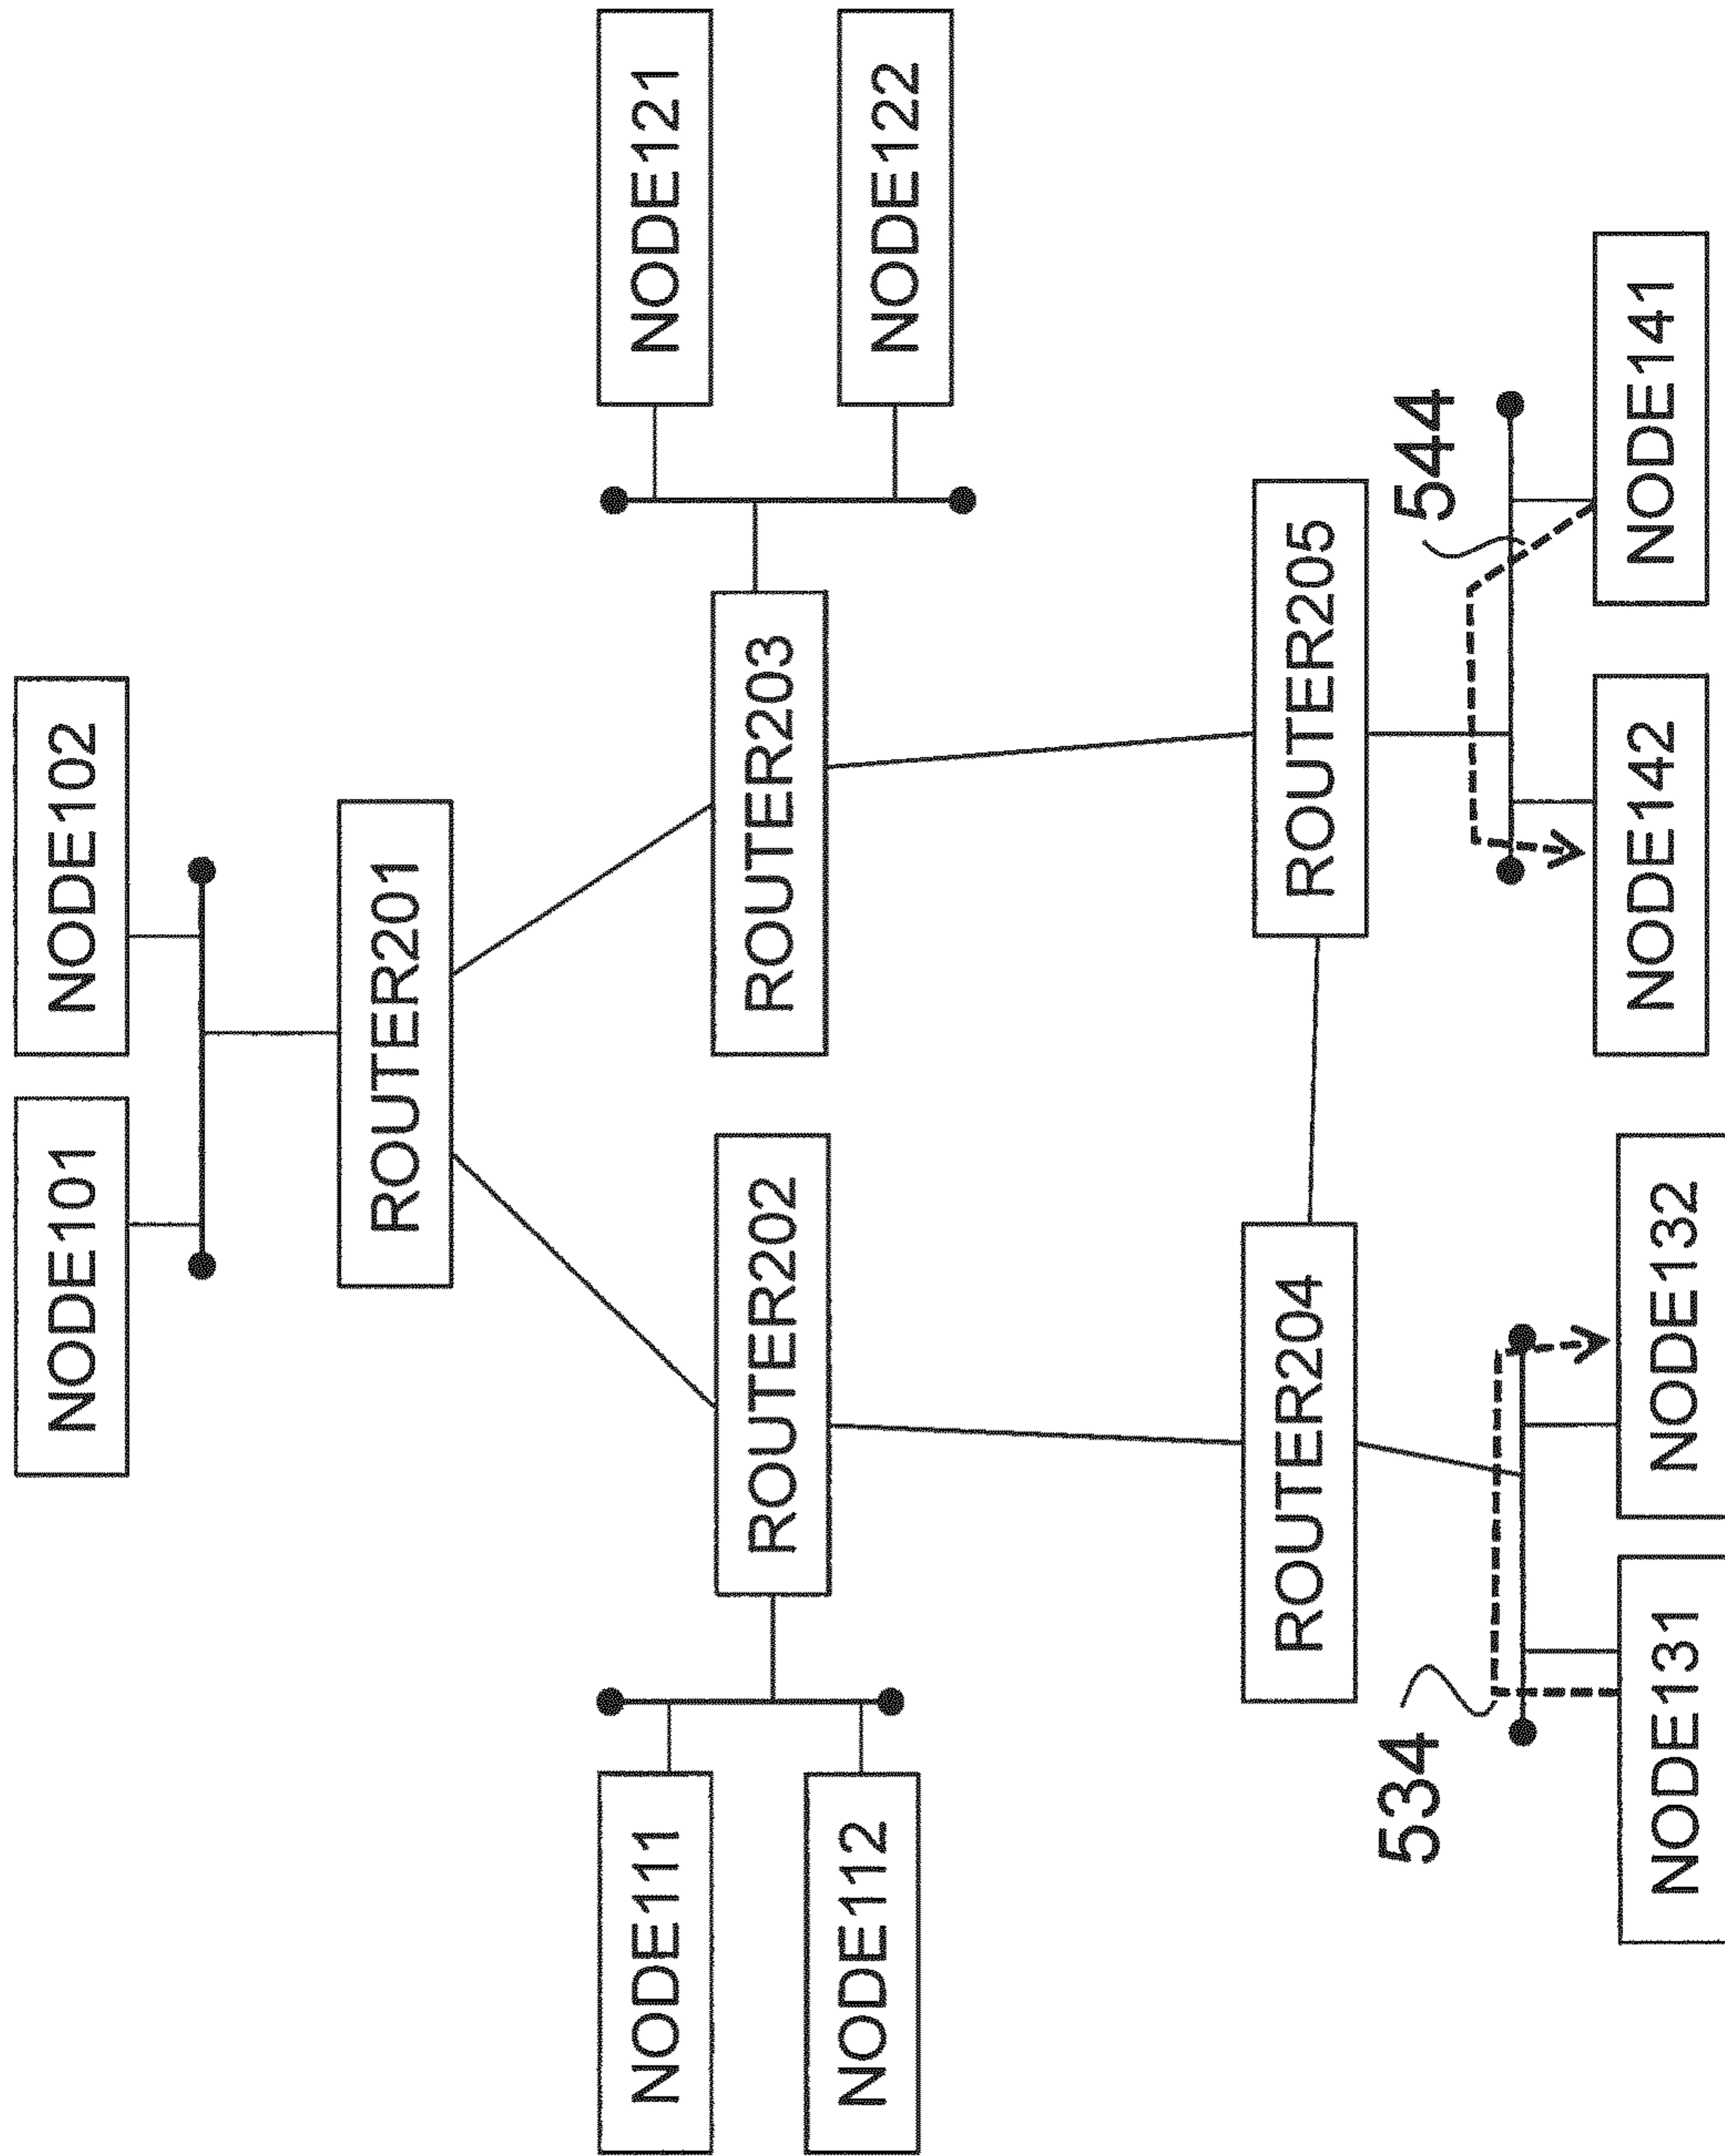 NODE101
NODE102
ROUTER201
NODE111
NODE112
ROUTER202
ROUTER203
NODE121
NODE122
ROUTER204
ROUTER205
534
544
NODE131
NODE132
NODE142
NODE141